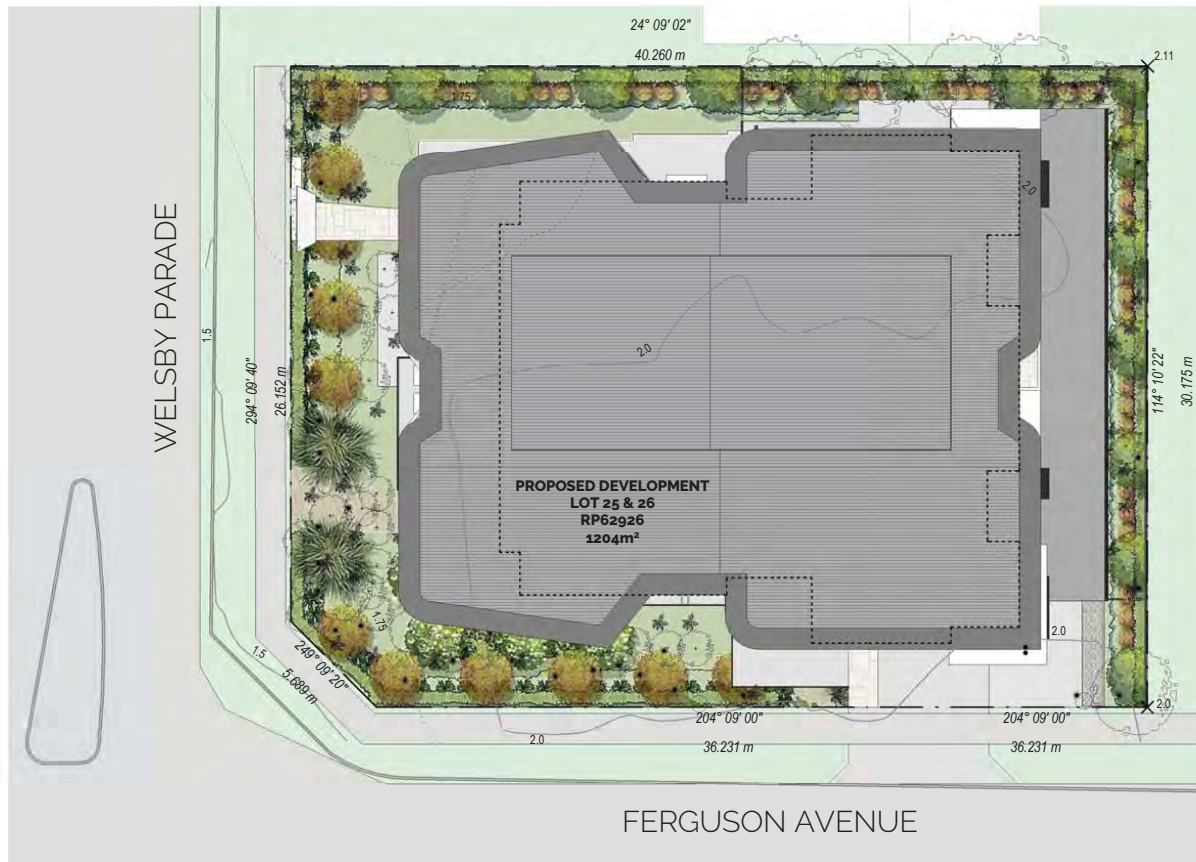 24° 09' 02"
40.260 m
2.11
1.75
2.0
WELSBY PARADE
1.5
294° 09' 40"
26.152 m
2.0
114° 10' 22"
30.175 m
PROPOSED DEVELOPMENT
LOT 25 & 26
RP62926
1204m²
1.75
249° 09' 20"
5.689 m
1.5
2.0
2.0
204° 09' 00"
204° 09' 00"
2.0
36.231 m
36.231 m
FERGUSON AVENUE